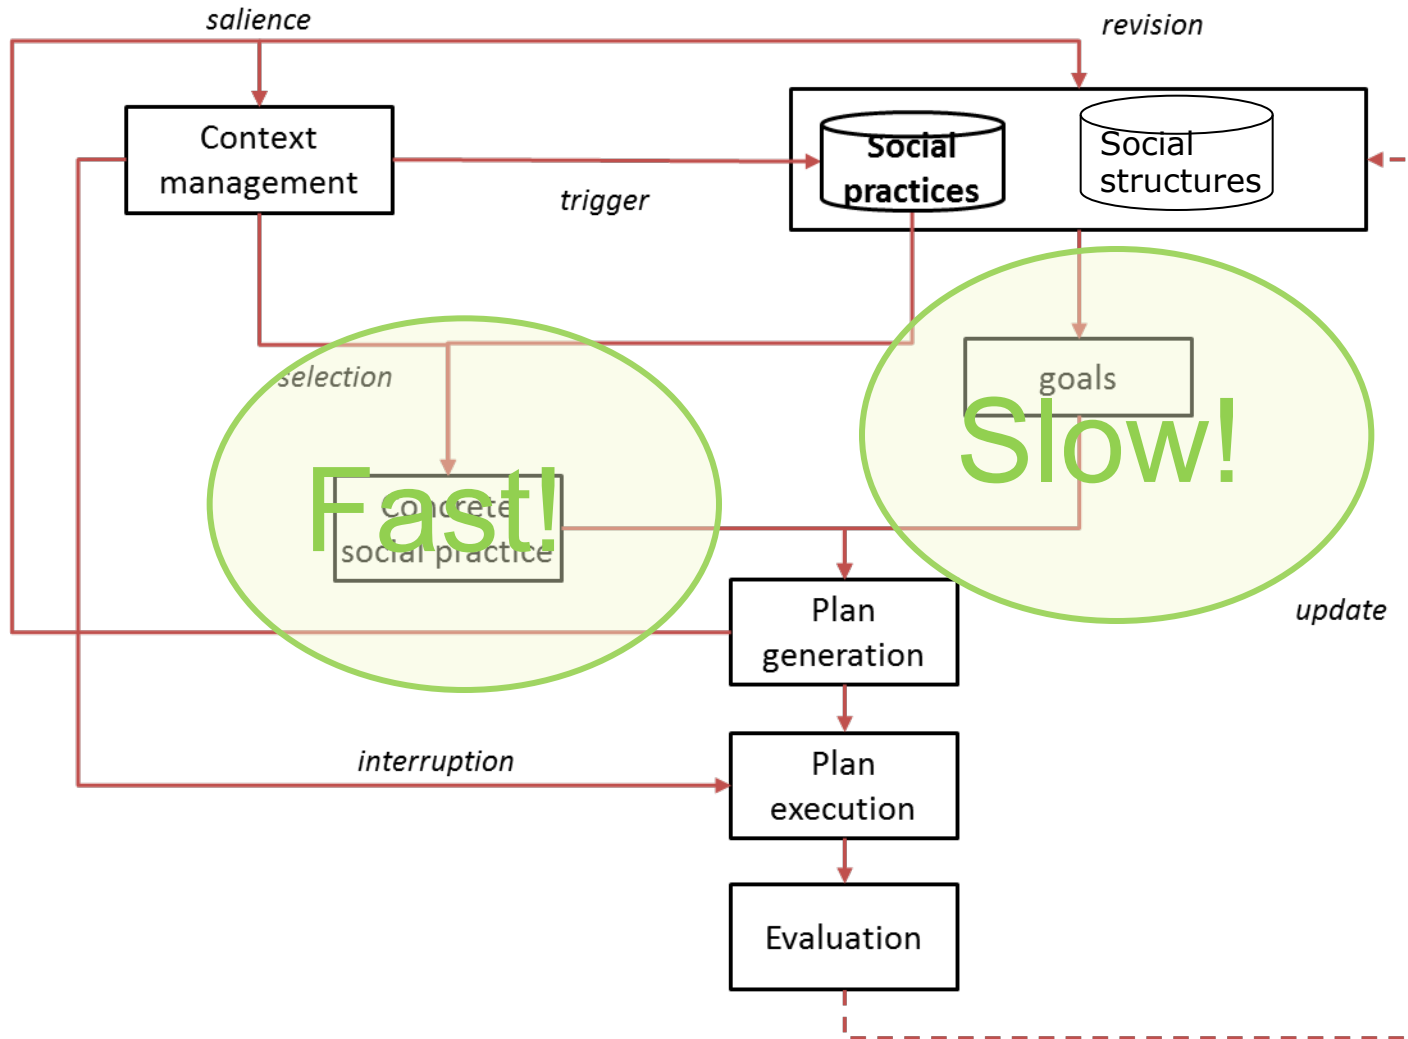 salience
revision
Context
management
Social
practices
Social
structures
trigger
selection
goals
Slow!
Fast!
Concrete
social practice
Plan
generation
update
interruption
Plan
execution
Evaluation